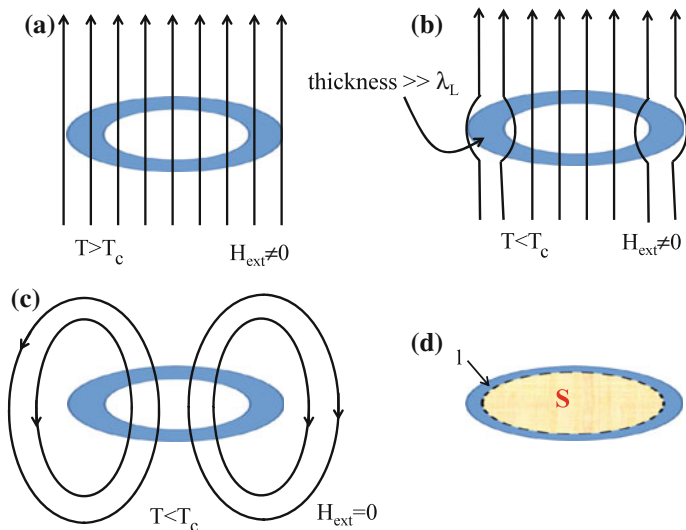 (a)
T>Tc
Hext≠0
(b)
thickness >> λL
T<Tc
Hext≠0
(c)
T<Tc
Hext=0
(d)
l
S